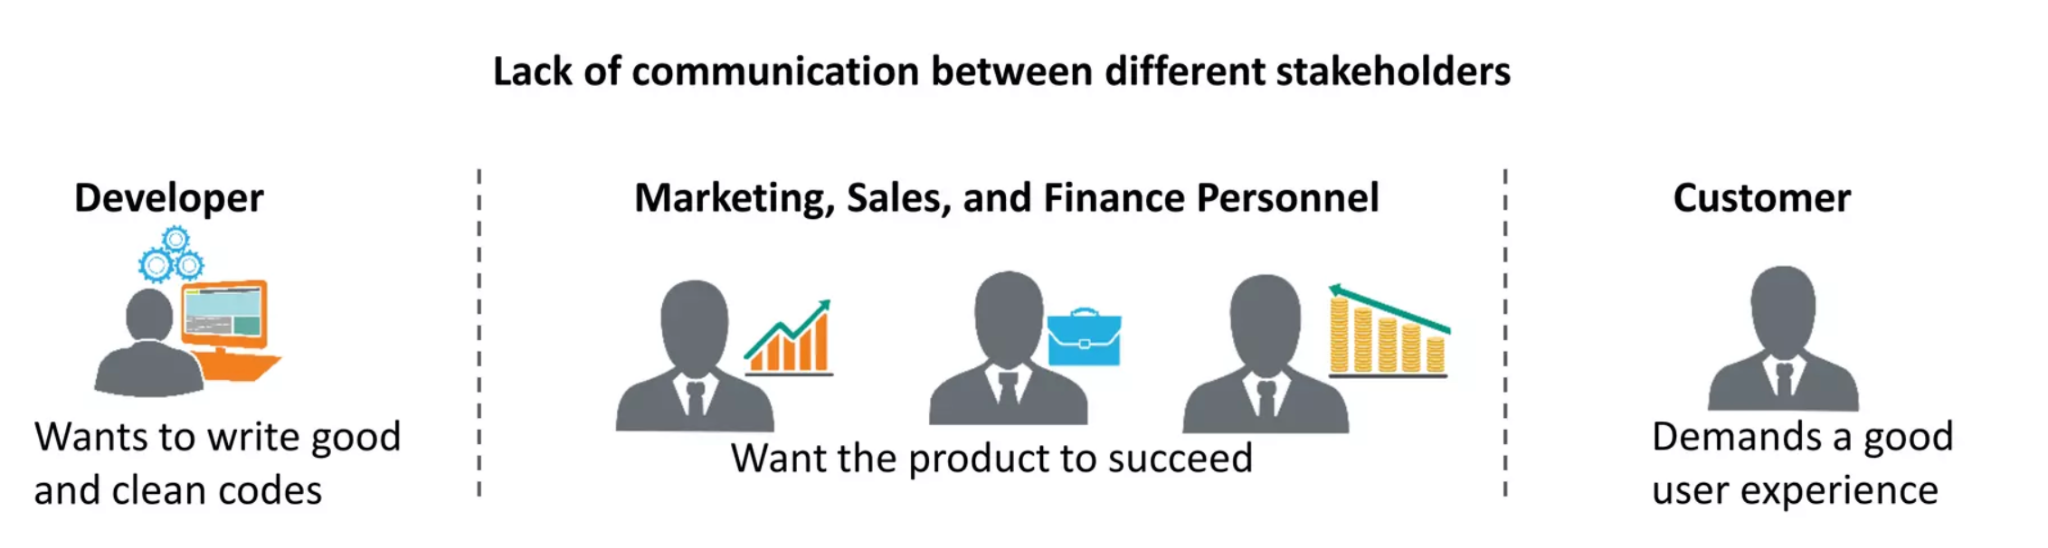 Lack of communication between different stakeholders
Developer
Wants to write good
and clean codes
Marketing, Sales, and Finance Personnel
Want the product to succeed
Customer
Demands a good
user experience